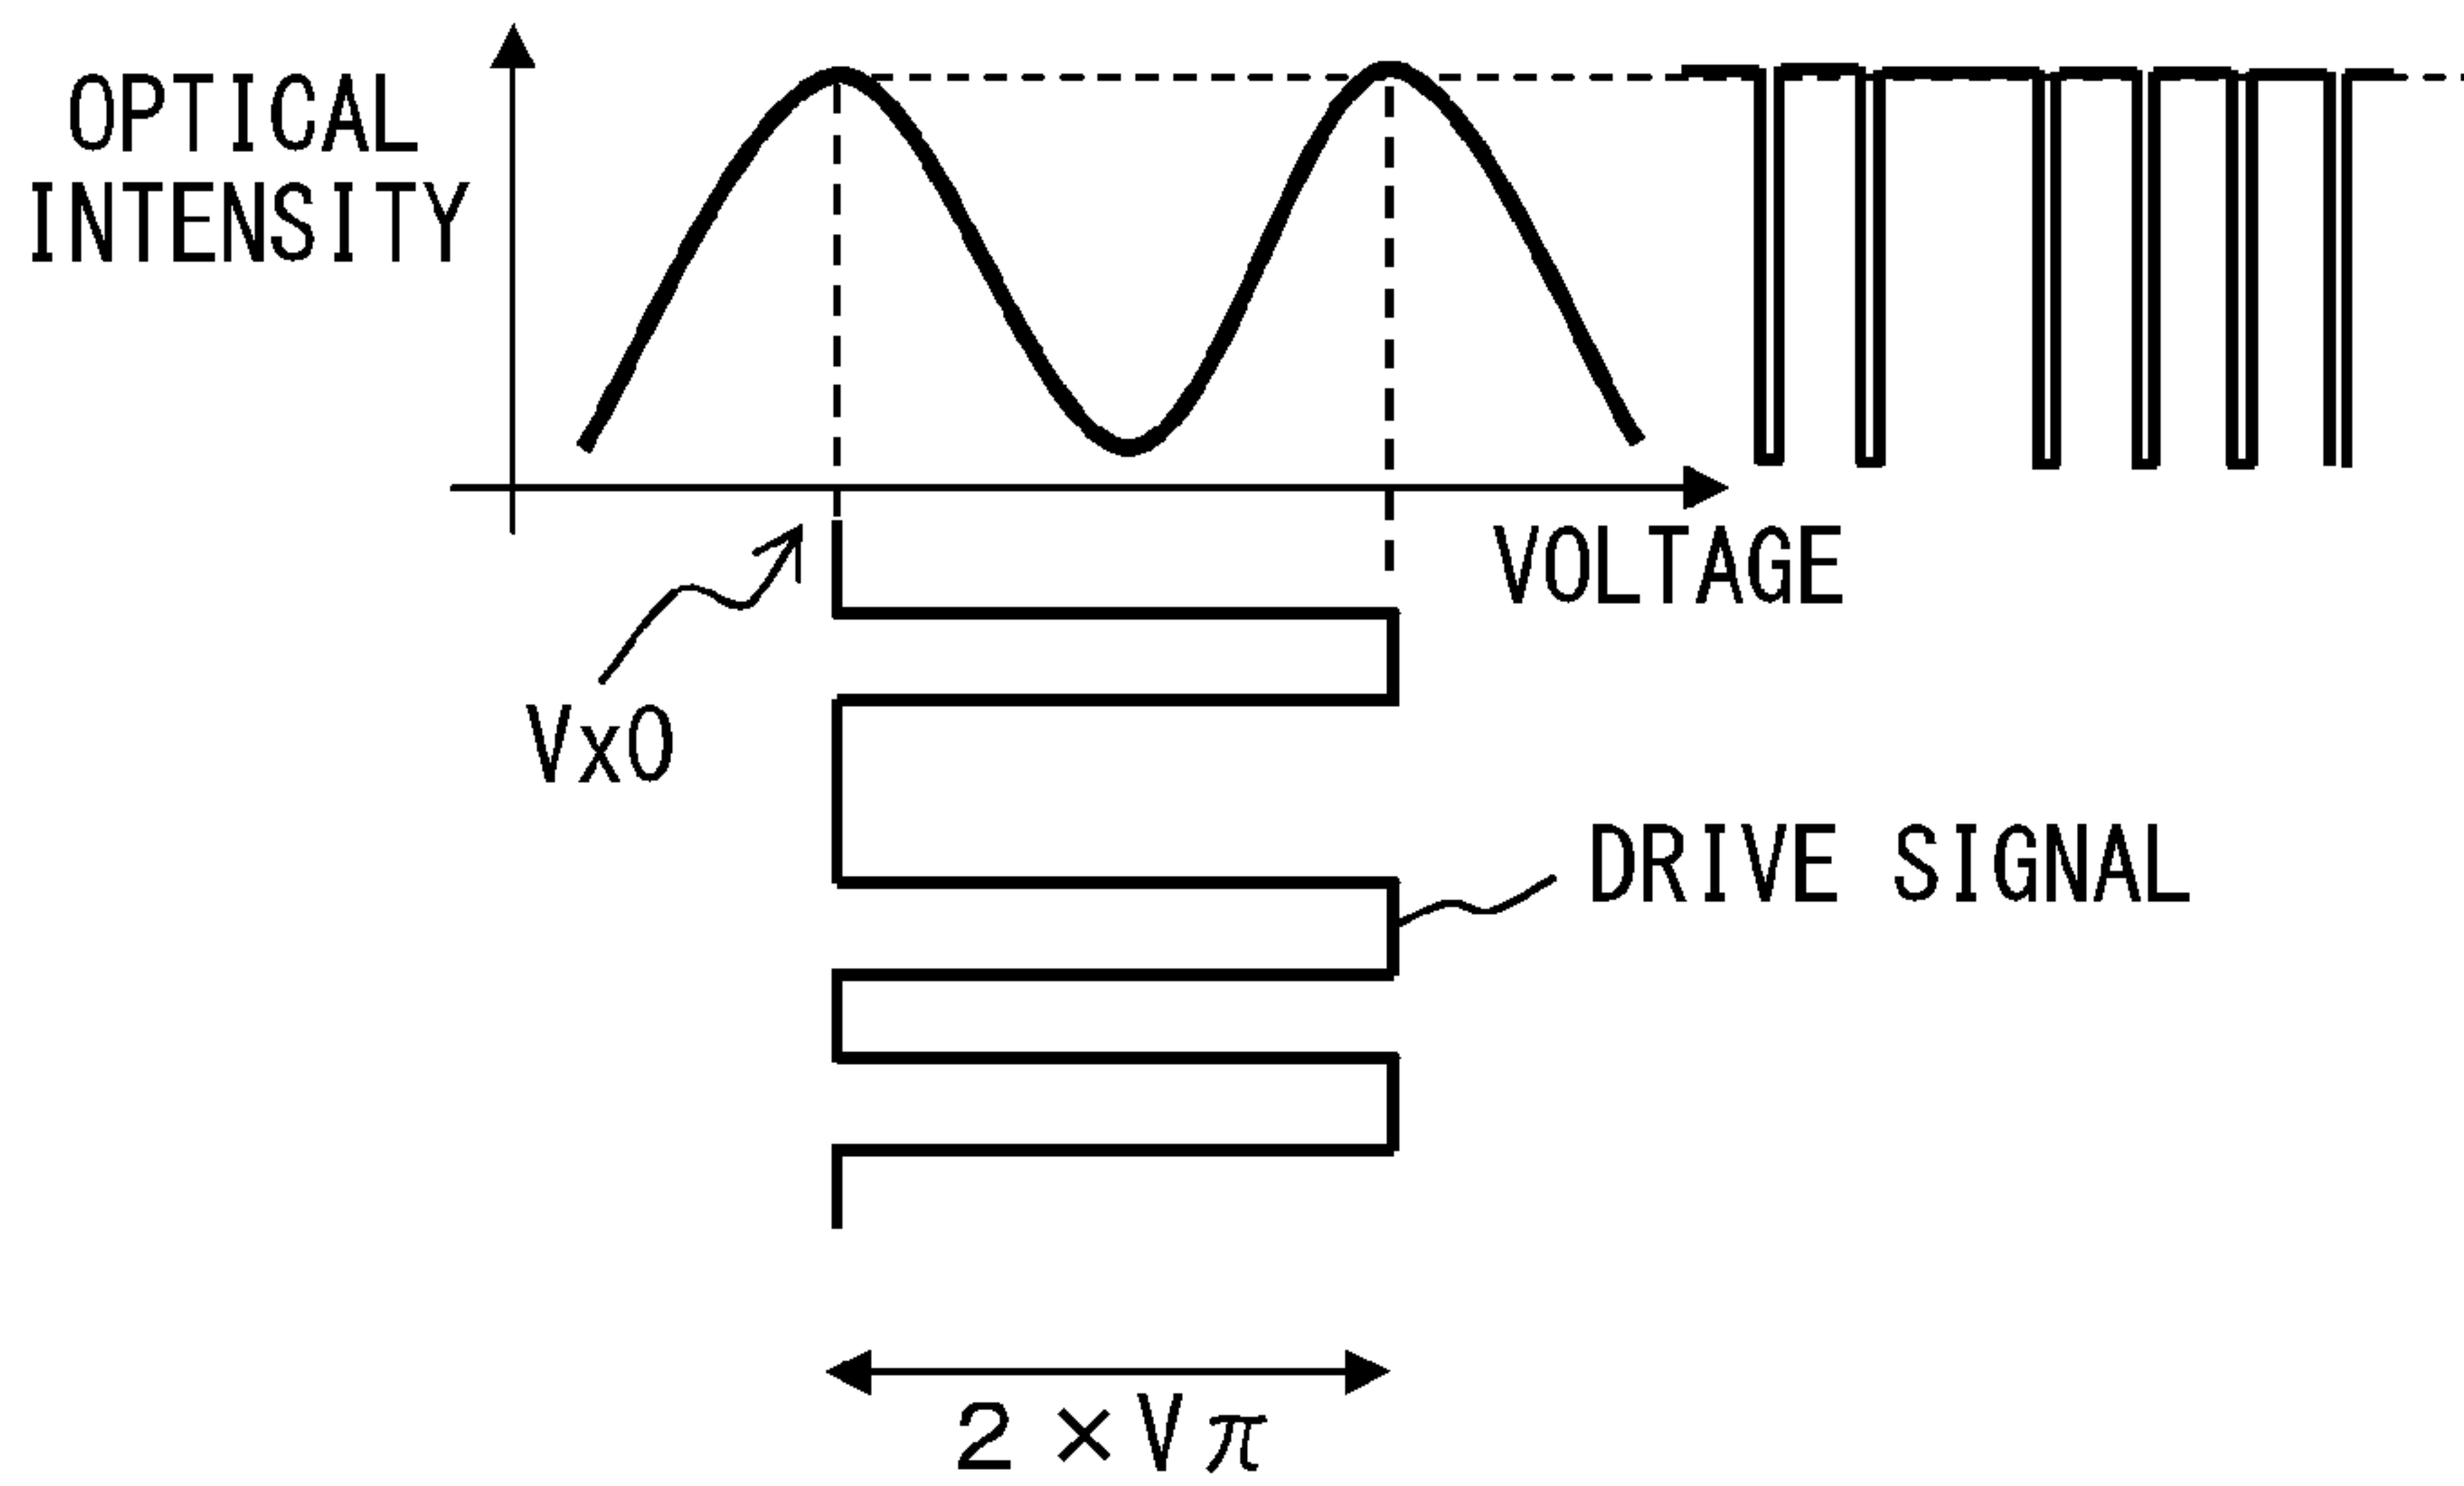 OPTICAL
INTENSITY
VOLTAGE
Vx0
DRIVE SIGNAL
2×Vπ